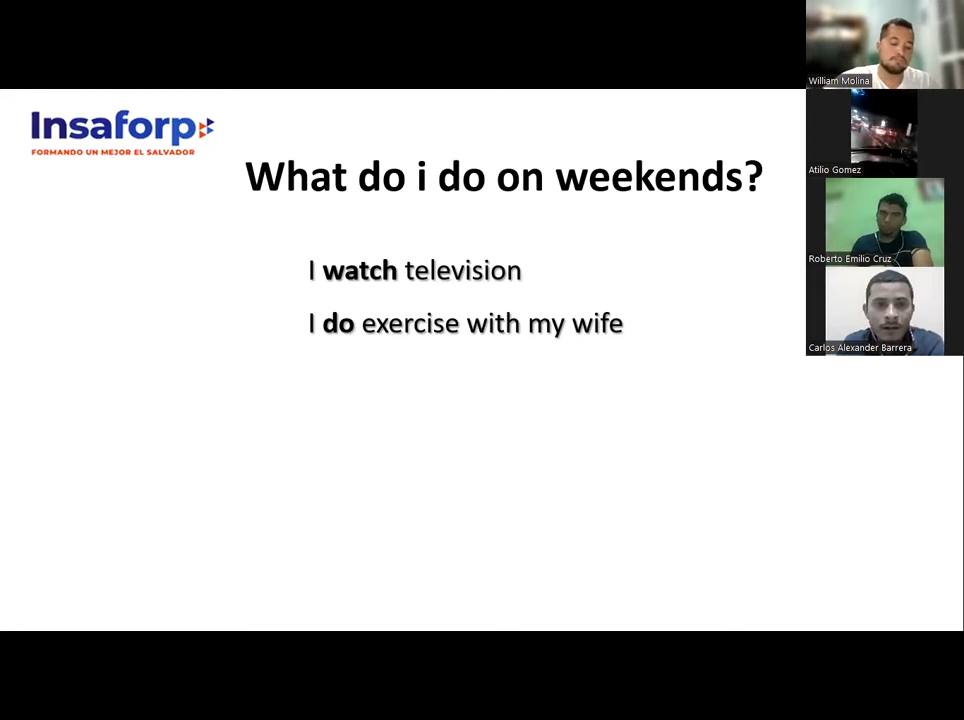 Insaforp
FORMANDO UN MEJOR EL SALVADOR
What do i do on weekends?
I watch television
I do exercise with my wife
William Molina
Atilio Gomez
Roberto Emilio Cruz
Carlos Alexander Barrera